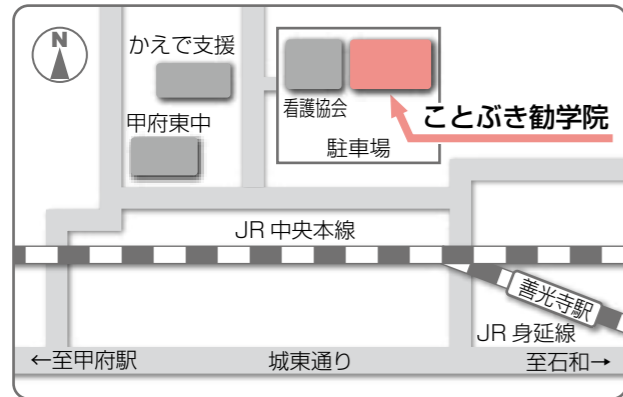 N
かえで支援
甲府東中
看護協会
ことぶき勧学院
駐車場
JR 中央本線
善光寺駅
JR 身延線
←至甲府駅
城東通り
至石和→